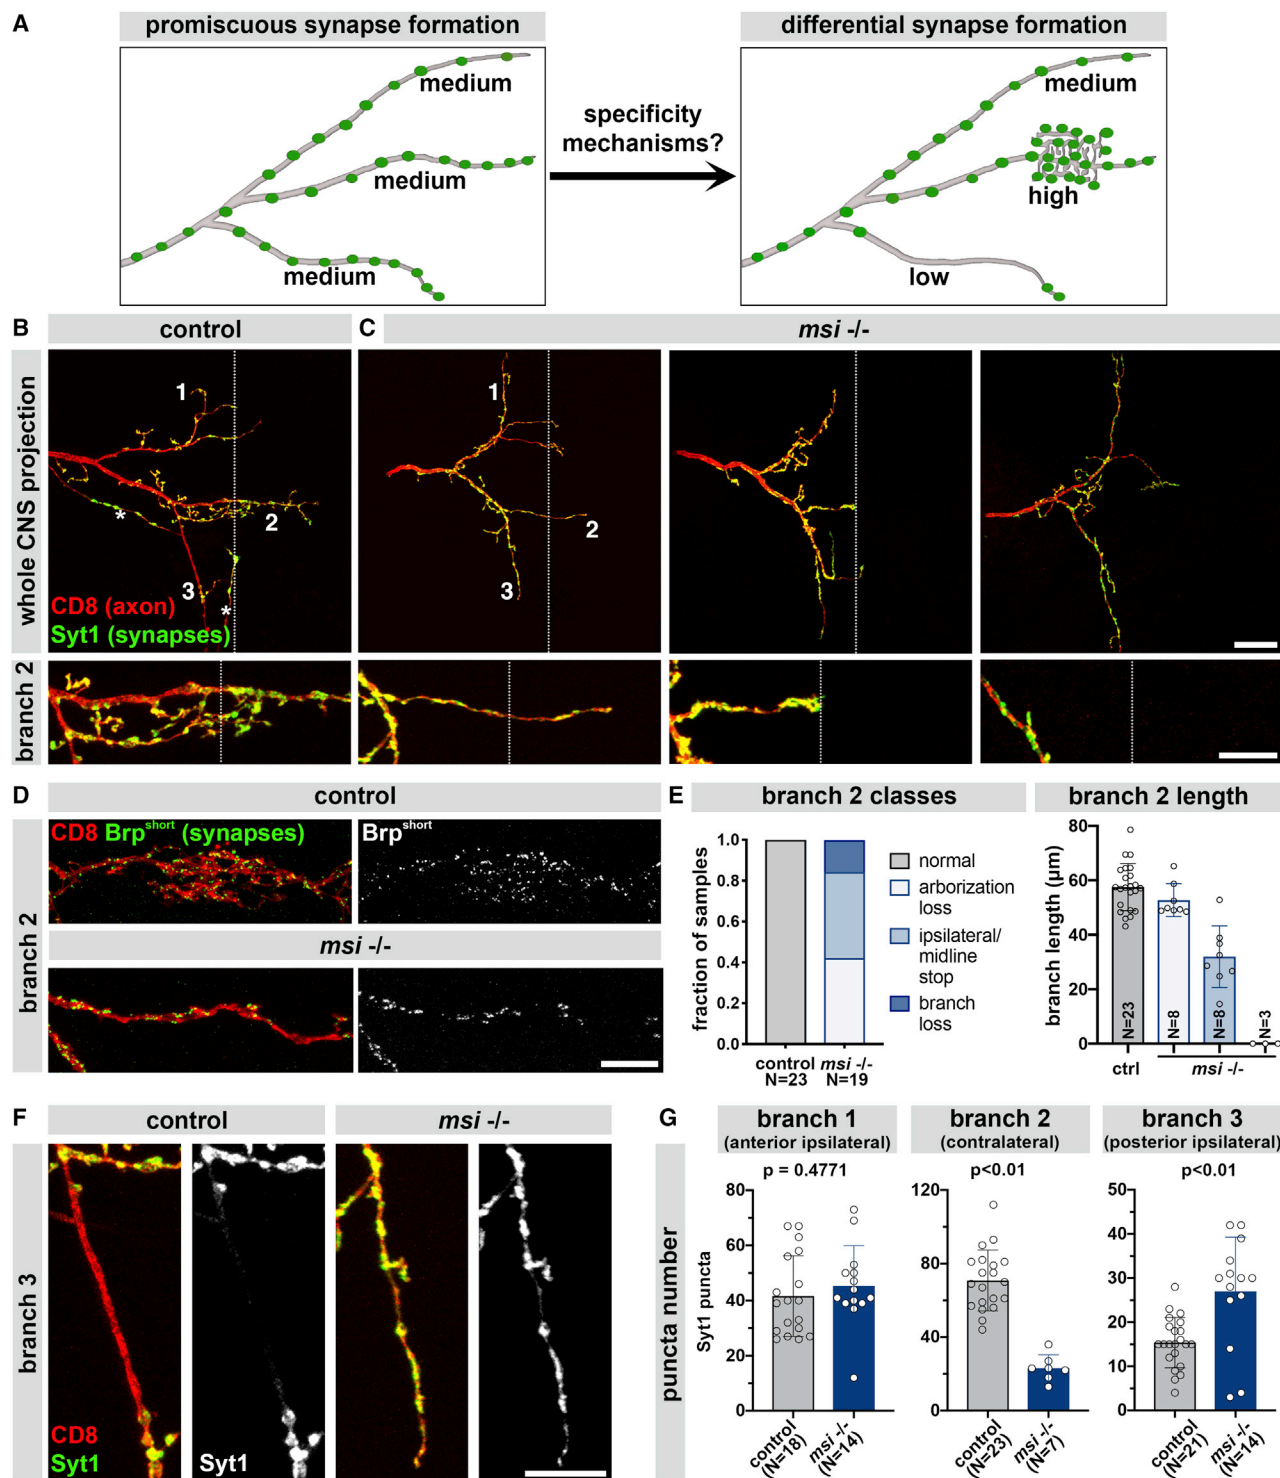 A
promiscuous synapse formation
differential synapse formation
medium
medium
medium
specificity
mechanisms?
medium
high
low
B
control
C
msi -/-
whole CNS projection
1
2
3
*
*
CD8 (axon)
Syt1 (synapses)
1
2
3
branch 2
D
control
branch 2
CD8 Brpshort (synapses)
Brpshort
msi -/-
E
branch 2 classes
fraction of samples
1.0
0.8
0.6
0.4
0.2
0.0
control
N=23
msi -/-
N=19
normal
arborization
loss
ipsilateral/
midline
stop
branch
loss
branch 2 length
branch length (µm)
80
60
40
20
0
N=23
N=8
N=8
N=3
ctrl
msi -/-
F
control
msi -/-
branch 3
CD8
Syt1
Syt1
G
puncta number
branch 1
(anterior ipsilateral)
p = 0.4771
Syt1 puncta
80
60
40
20
0
control
(N=18)
msi -/-
(N=14)
branch 2
(contralateral)
p<0.01
120
80
40
0
control
(N=23)
msi -/-
(N=7)
branch 3
(posterior ipsilateral)
p<0.01
50
40
30
20
10
0
control
(N=21)
msi -/-
(N=14)